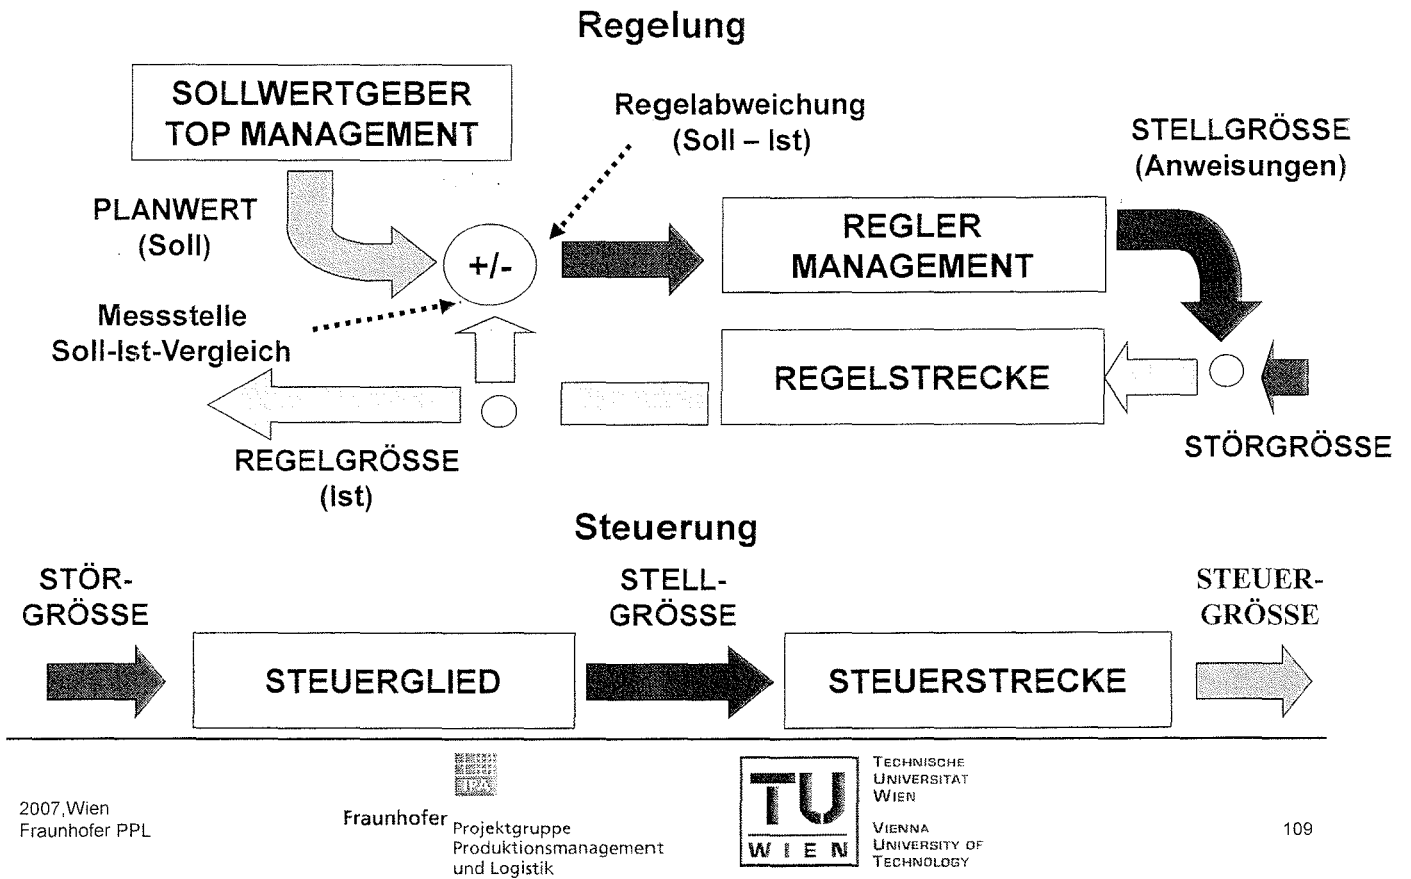 Regelung
SOLLWERTGEBER
TOP MANAGEMENT
Regelabweichung
(Soll – Ist)
STELLGRÖSSE
(Anweisungen)
PLANWERT
(Soll)
+/-
REGLER
MANAGEMENT
Messstelle
Soll-Ist-Vergleich
REGELSTRECKE
REGELGRÖSSE
(Ist)
STÖRGRÖSSE
Steuerung
STÖR-
GRÖSSE
STELL-
GRÖSSE
STEUER-
GRÖSSE
STEUERGLIED
STEUERSTRECKE
2007,Wien
Fraunhofer PPL
IPA
Fraunhofer
Projektgruppe
Produktionsmanagement
und Logistik
TU
WIEN
TECHNISCHE
UNIVERSITÄT
WIEN
VIENNA
UNIVERSITY OF
TECHNOLOGY
109